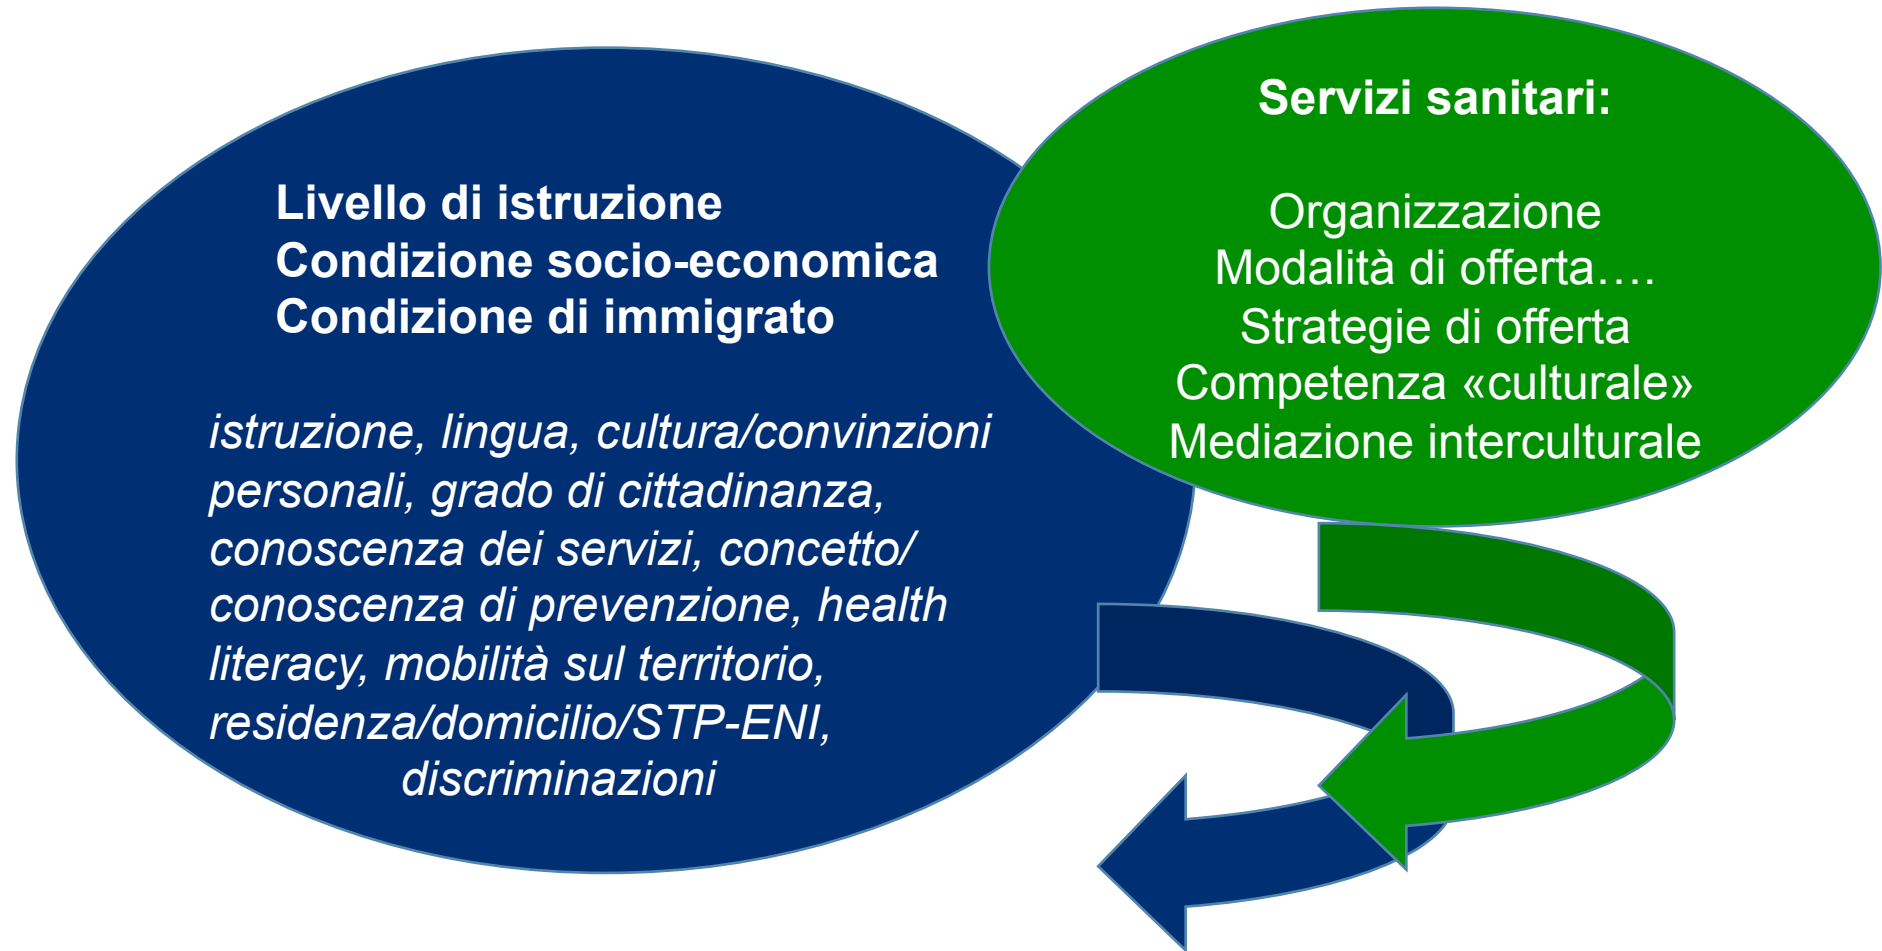 Livello di istruzione
Condizione socio-economica
Condizione di immigrato
istruzione, lingua, cultura/convinzioni
personali, grado di cittadinanza,
conoscenza dei servizi, concetto/
conoscenza di prevenzione, health
literacy, mobilità sul territorio,
residenza/domicilio/STP-ENI,
discriminazioni
Servizi sanitari:
Organizzazione
Modalità di offerta….
Strategie di offerta
Competenza «culturale»
Mediazione interculturale